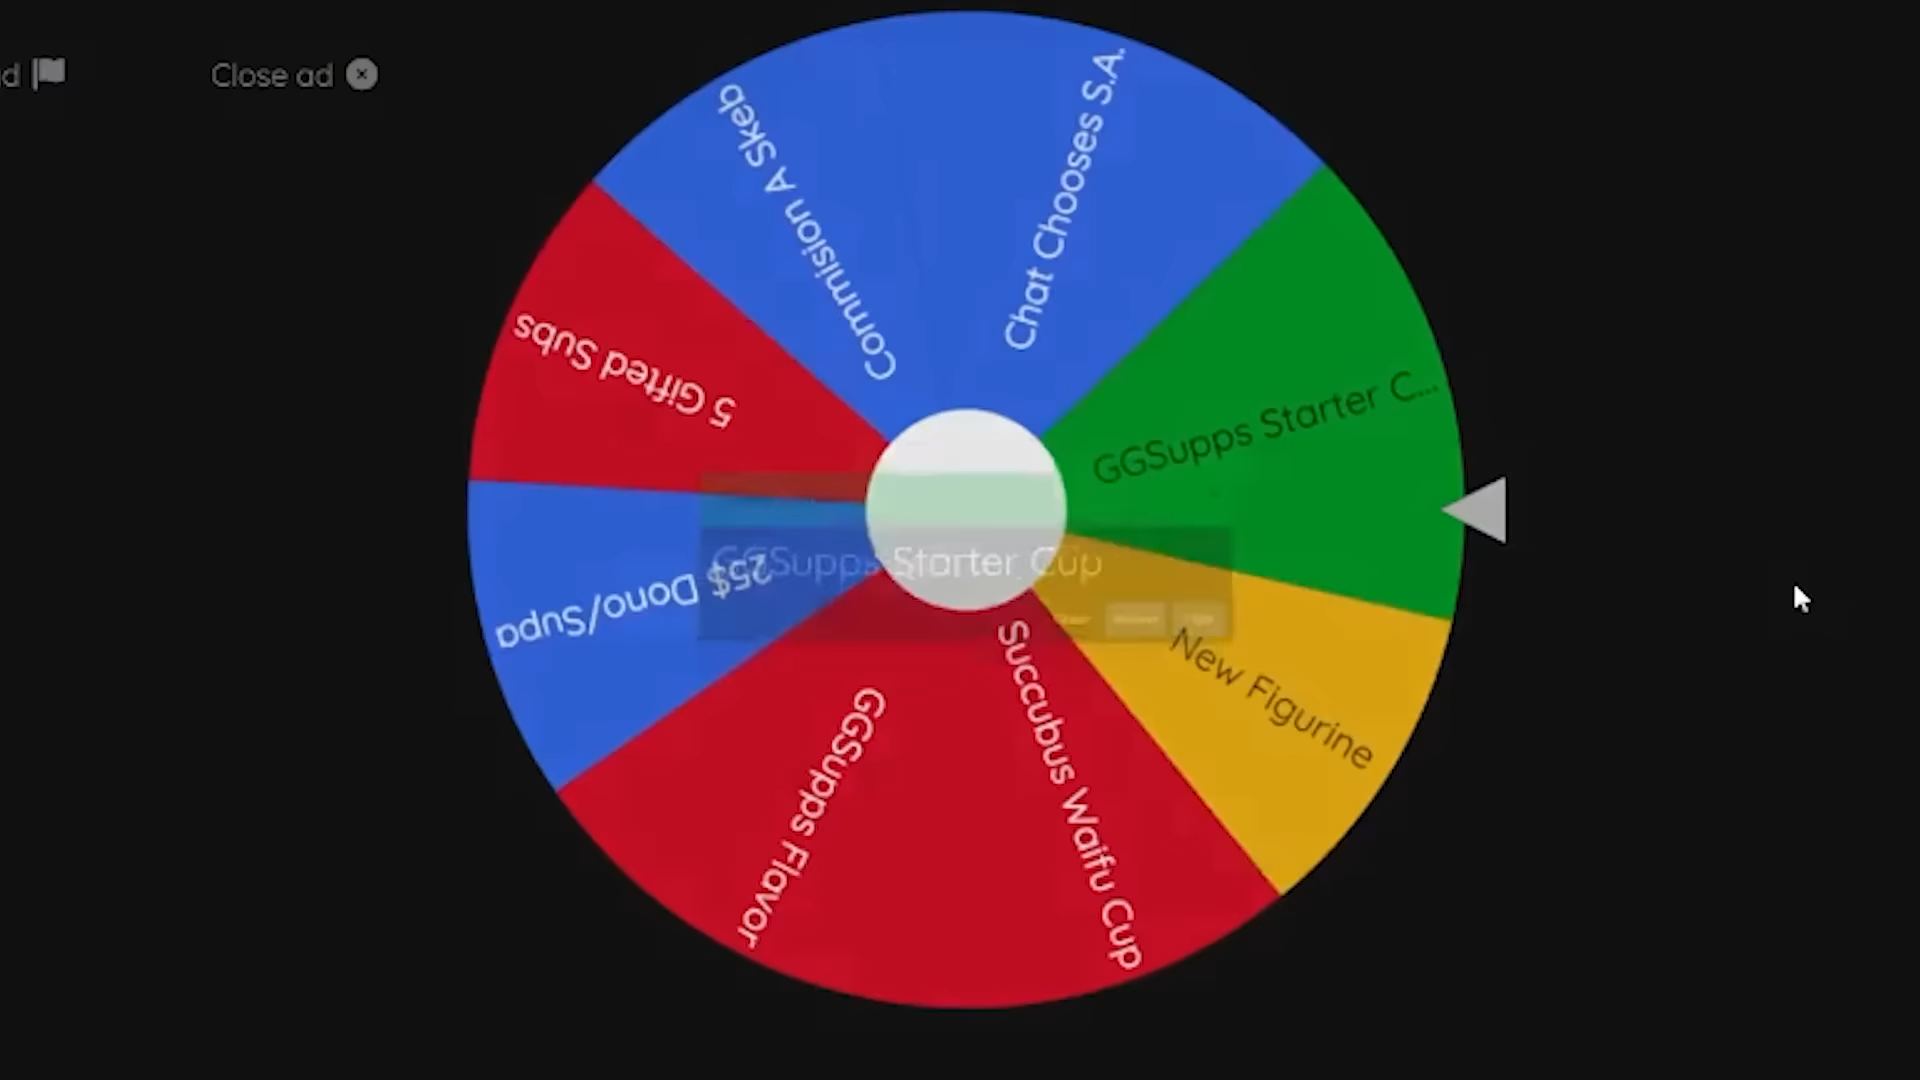 d
Close ad
Commision A Skeb
Chat Chooses S.A.
GGSupps Starter C...
5 Gifted Subs
25$ Dono/Supa
GGSupps Starter Cup
New Figurine
GGSupps Flavor
Succubus Waifu Cup